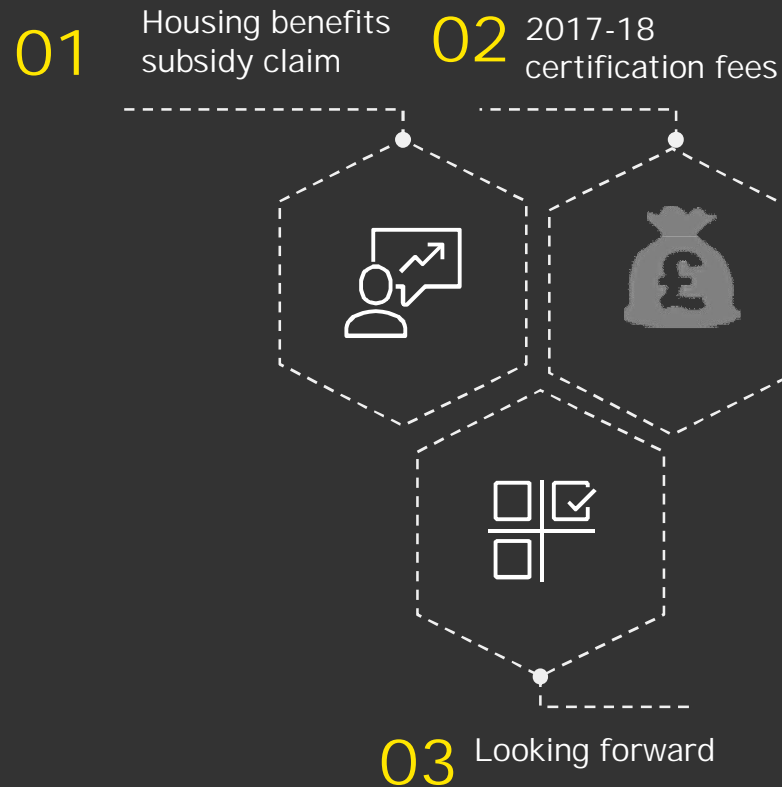 01
Housing benefits
subsidy claim
02
2017-18
certification fees
£
03
Looking forward